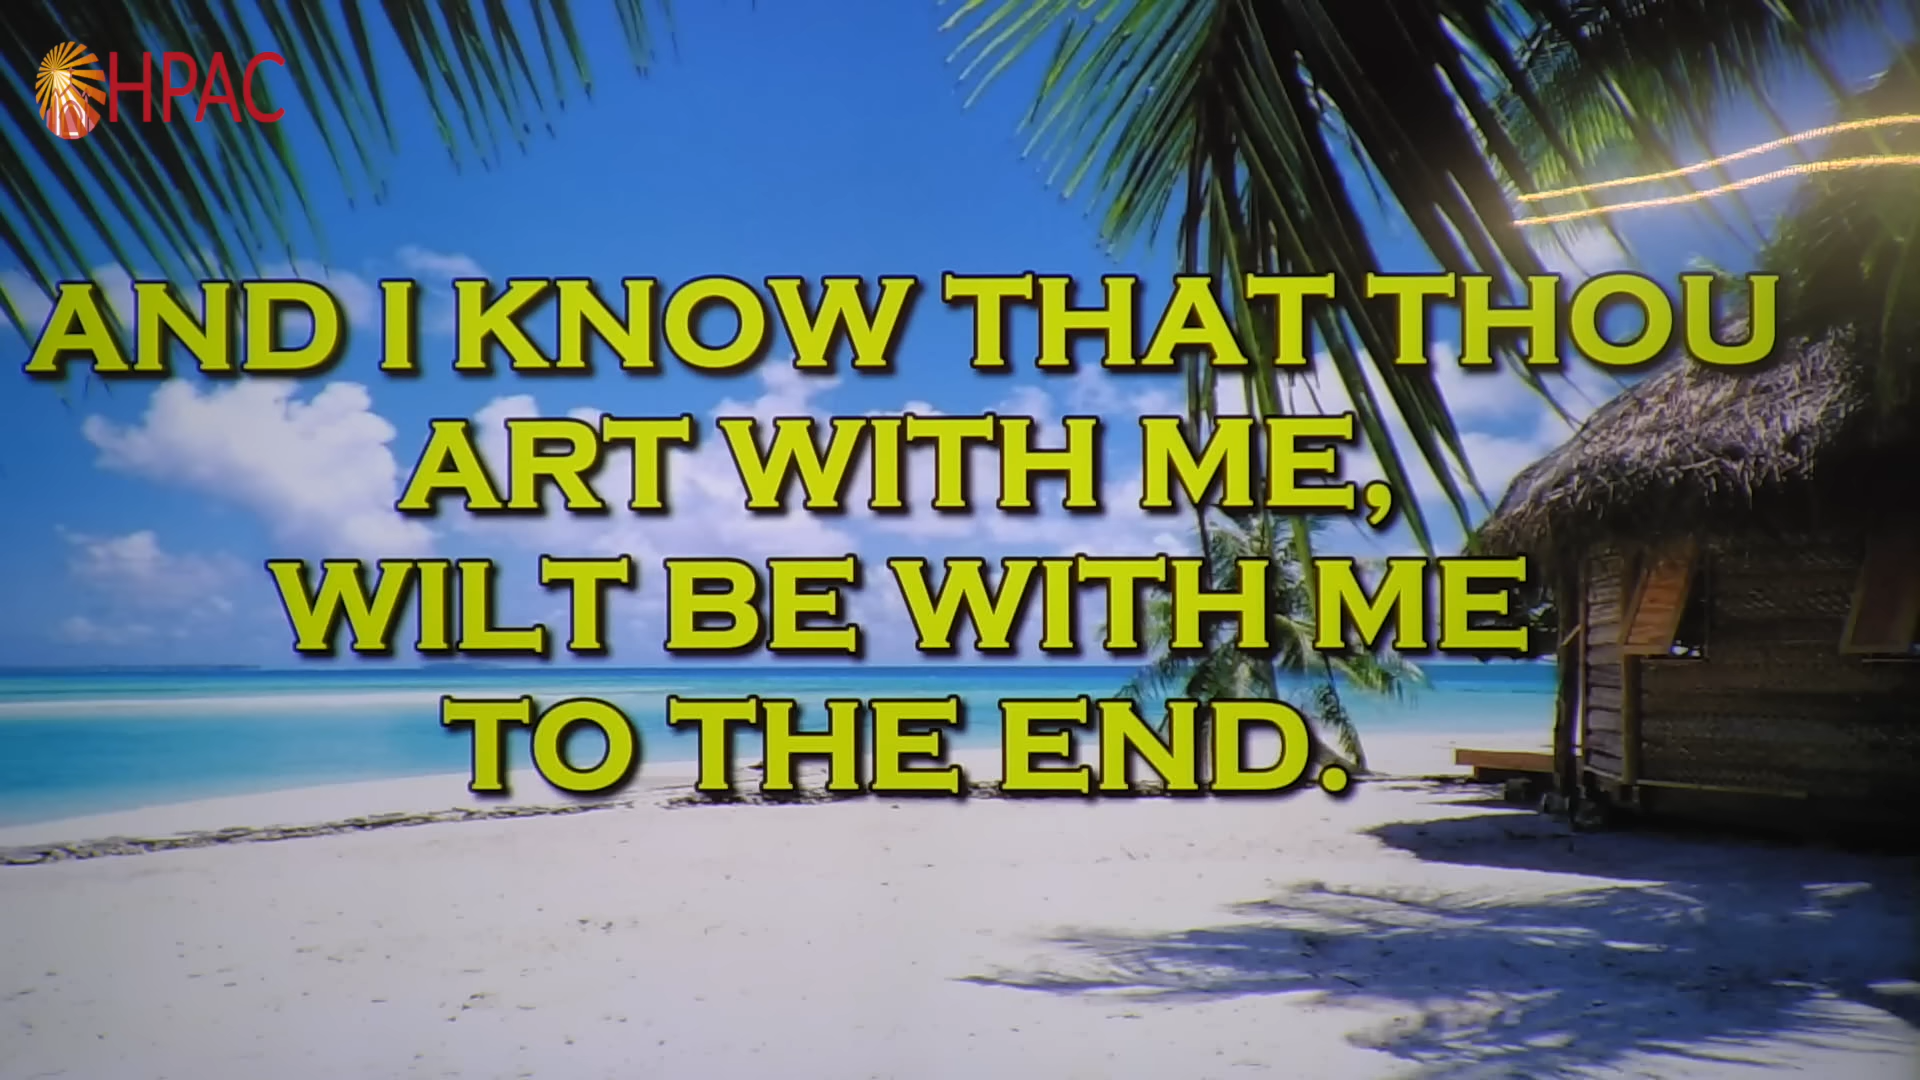 HPAC
AND I KNOW THAT THOU
ART WITH ME,
WILT BE WITH ME
TO THE END.